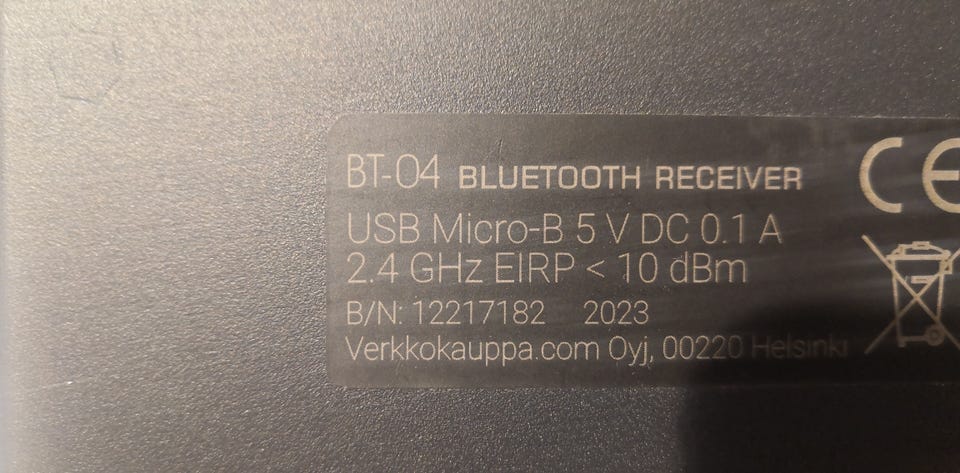 BT-04 BLUETOOTH RECEIVER
USB Micro-B 5 V DC 0.1 A
2.4 GHz EIRP < 10 dBm
B/N: 12217182 2023
Verkkokauppa.com Oyj, 00220 Helsinki
CE